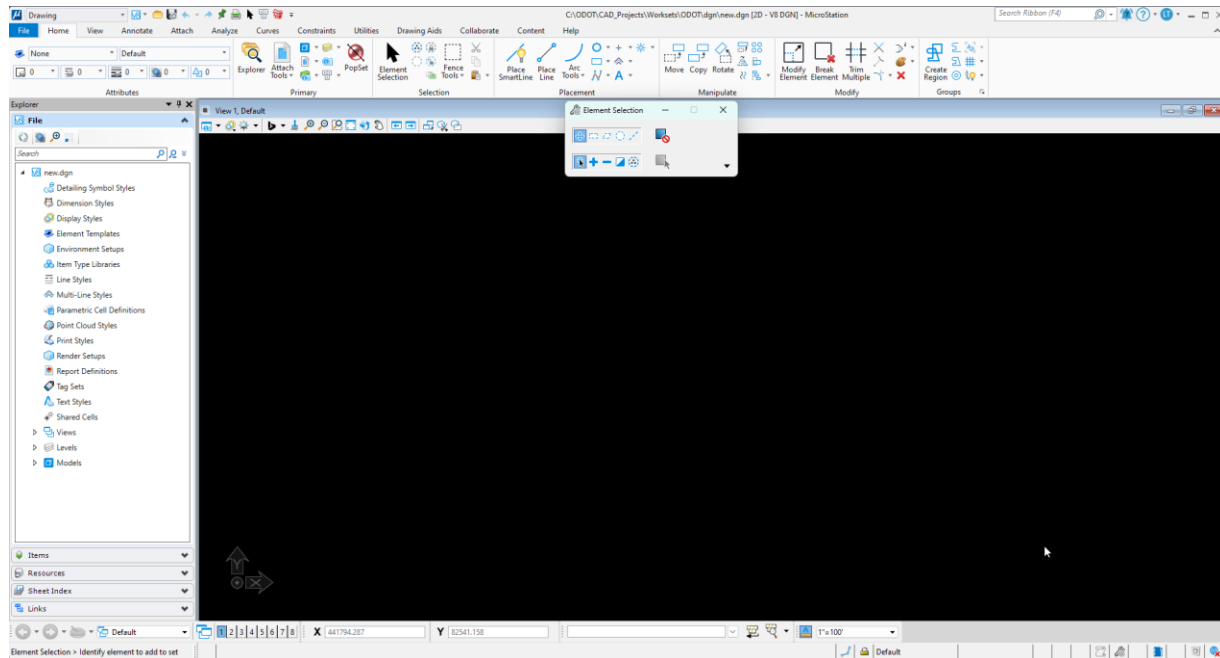 Drawing
C:\ODOT\CAD_Projects\Worksets\ODOT\dgn\new.dgn [2D - V8 DGN] - MicroStation
Search Ribbon (F4)
File Home View Annotate Attach Analyze Curves Constraints Utilities Drawing Aids Collaborate Content Help
None Default
0 0 0 0 0
Explorer
Attach Tools
PopSet
Element Selection
Fence Tools
Place SmartLine
Place Line
Arc Tools
Move Copy Rotate
Modify Element
Break Element
Trim Multiple
Create Region
Attributes Primary Selection Placement Manipulate Modify Groups
Explorer
File
Search
new.dgn
Detailing Symbol Styles
Dimension Styles
Display Styles
Element Templates
Environment Setups
Item Type Libraries
Line Styles
Multi-Line Styles
Parametric Cell Definitions
Point Cloud Styles
Print Styles
Render Setups
Report Definitions
Tag Sets
Text Styles
Shared Cells
Views
Levels
Models
Items
Resources
Sheet Index
Links
View 1, Default
Element Selection
Y
X
Default
1 2 3 4 5 6 7 8
X 441794.287
Y 82541.158
1"=100'
Element Selection > Identify element to add to set
Default